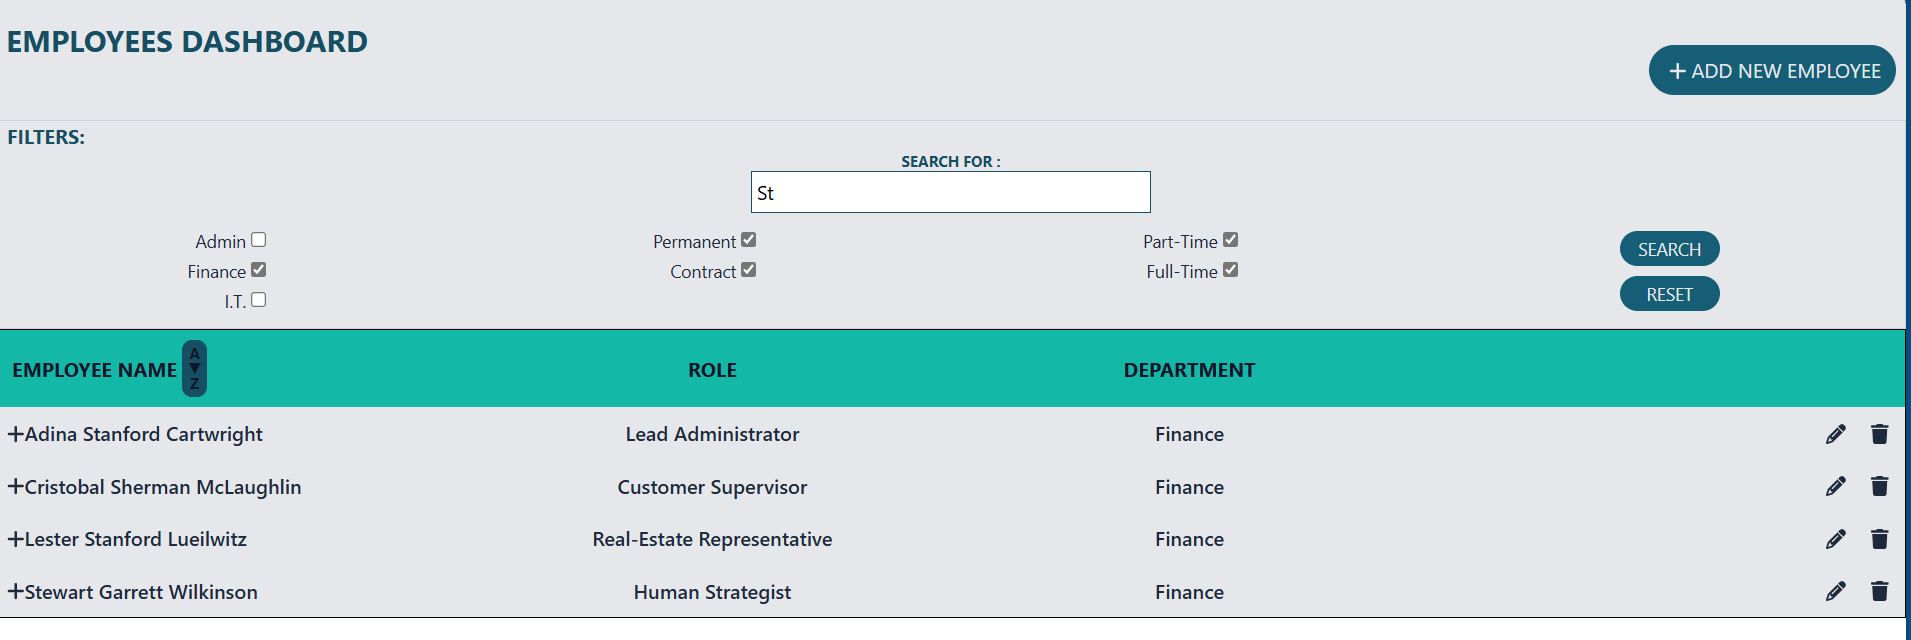 EMPLOYEES DASHBOARD
+ ADD NEW EMPLOYEE
FILTERS:
SEARCH FOR :
St
Admin
Finance
I.T.
Permanent
Contract
Part-Time
Full-Time
SEARCH
RESET
EMPLOYEE NAME A▼Z ROLE DEPARTMENT
+Adina Stanford Cartwright Lead Administrator Finance
+Cristobal Sherman McLaughlin Customer Supervisor Finance
+Lester Stanford Lueilwitz Real-Estate Representative Finance
+Stewart Garrett Wilkinson Human Strategist Finance